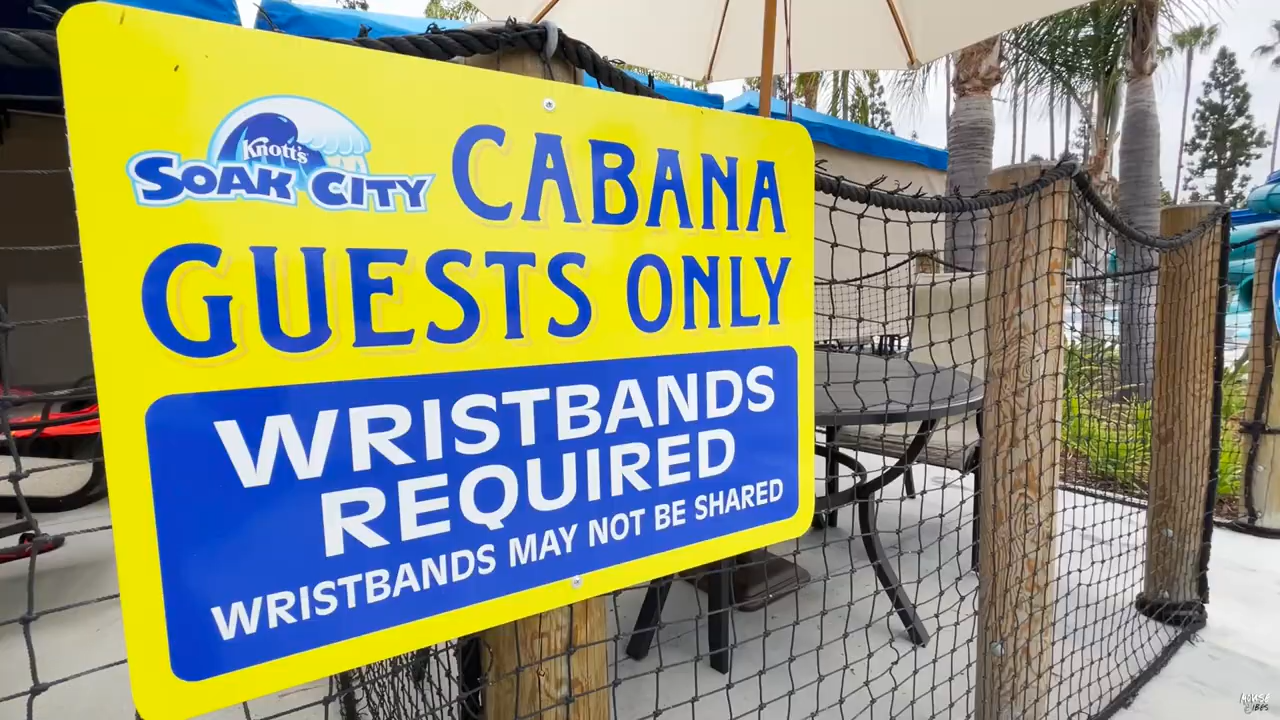 Knott's
SOAK CITY
CABANA
GUESTS ONLY
WRISTBANDS
REQUIRED
WRISTBANDS MAY NOT BE SHARED